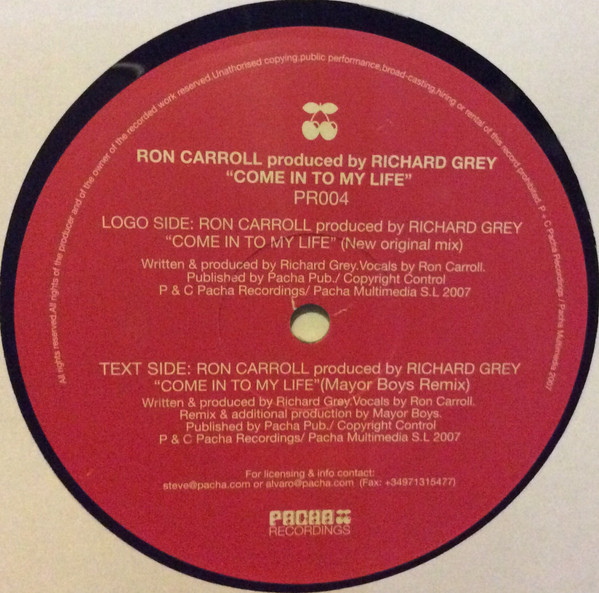 All rights reserved.All rights of the producer and of the owner of the recorded work reserved.Unathorised copying,public performance,broad-casting,hiring or rental of this record prohibited. P + C Pacha Recordings / Pacha Multimedia 2007
RON CARROLL produced by RICHARD GREY
“COME IN TO MY LIFE”
PR004
LOGO SIDE: RON CARROLL produced by RICHARD GREY
“COME IN TO MY LIFE” (New original mix)
Written & produced by Richard Grey.Vocals by Ron Carroll.
Published by Pacha Pub./ Copyright Control
P & C Pacha Recordings/ Pacha Multimedia S.L 2007
TEXT SIDE: RON CARROLL produced by RICHARD GREY
“COME IN TO MY LIFE”(Mayor Boys Remix)
Written & produced by Richard Grey.Vocals by Ron Carroll.
Remix & additional production by Mayor Boys.
Published by Pacha Pub./ Copyright Control
P & C Pacha Recordings/ Pacha Multimedia S.L 2007
For licensing & info contact:
steve@pacha.com or alvaro@pacha.com (Fax: +34971315477)
PACHA
RECORDINGS